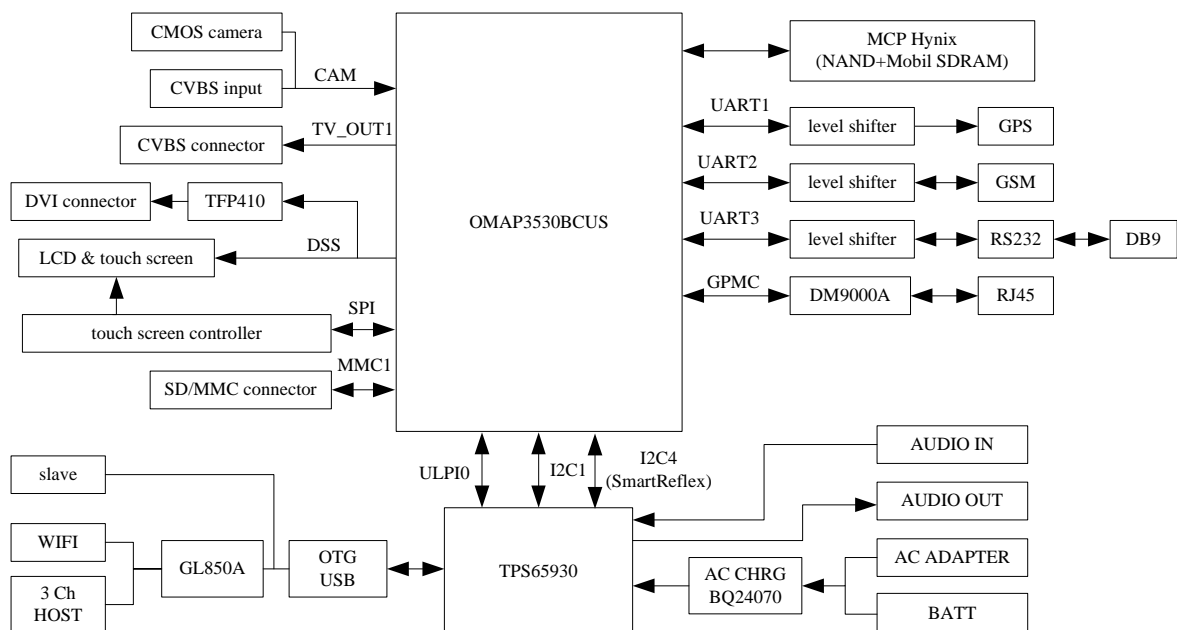 CMOS camera
CVBS input
CAM
TV_OUT1
CVBS connector
DVI connector
TFP410
DSS
LCD & touch screen
SPI
touch screen controller
MMC1
SD/MMC connector
OMAP3530BCUS
MCP Hynix
(NAND+Mobil SDRAM)
UART1
level shifter
GPS
UART2
level shifter
GSM
UART3
level shifter
RS232
DB9
GPMC
DM9000A
RJ45
ULPI0
I2C1
I2C4
(SmartReflex)
AUDIO IN
AUDIO OUT
slave
WIFI
3 Ch
HOST
GL850A
OTG
USB
TPS65930
AC CHRG
BQ24070
AC ADAPTER
BATT